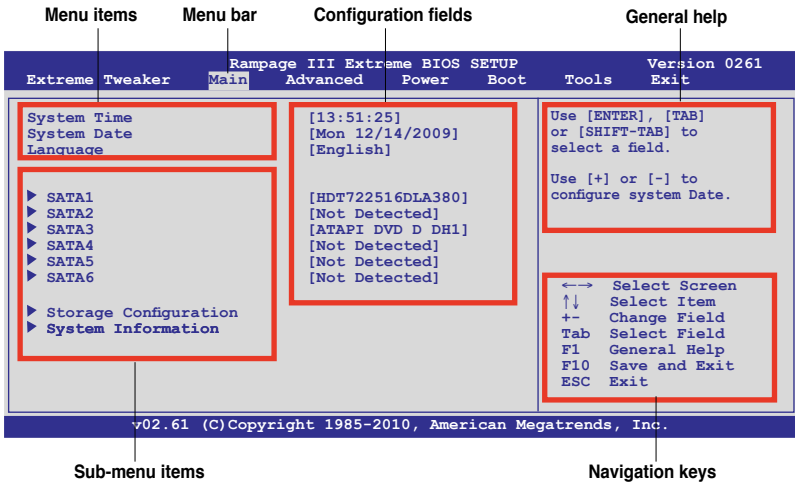 Menu items Menu bar Configuration fields General help
Rampage III Extreme BIOS SETUP Version 0261
Extreme Tweaker Main Advanced Power Boot Tools Exit
System Time [13:51:25]
System Date [Mon 12/14/2009]
Language [English]
Use [ENTER], [TAB]
or [SHIFT-TAB] to
select a field.
Use [+] or [-] to
configure system Date.
▶ SATA1 [HDT722516DLA380]
▶ SATA2 [Not Detected]
▶ SATA3 [ATAPI DVD D DH1]
▶ SATA4 [Not Detected]
▶ SATA5 [Not Detected]
▶ SATA6 [Not Detected]
▶ Storage Configuration
▶ System Information
←→ Select Screen
↑↓ Select Item
+- Change Field
Tab Select Field
F1 General Help
F10 Save and Exit
ESC Exit
v02.61 (C)Copyright 1985-2010, American Megatrends, Inc.
Sub-menu items Navigation keys